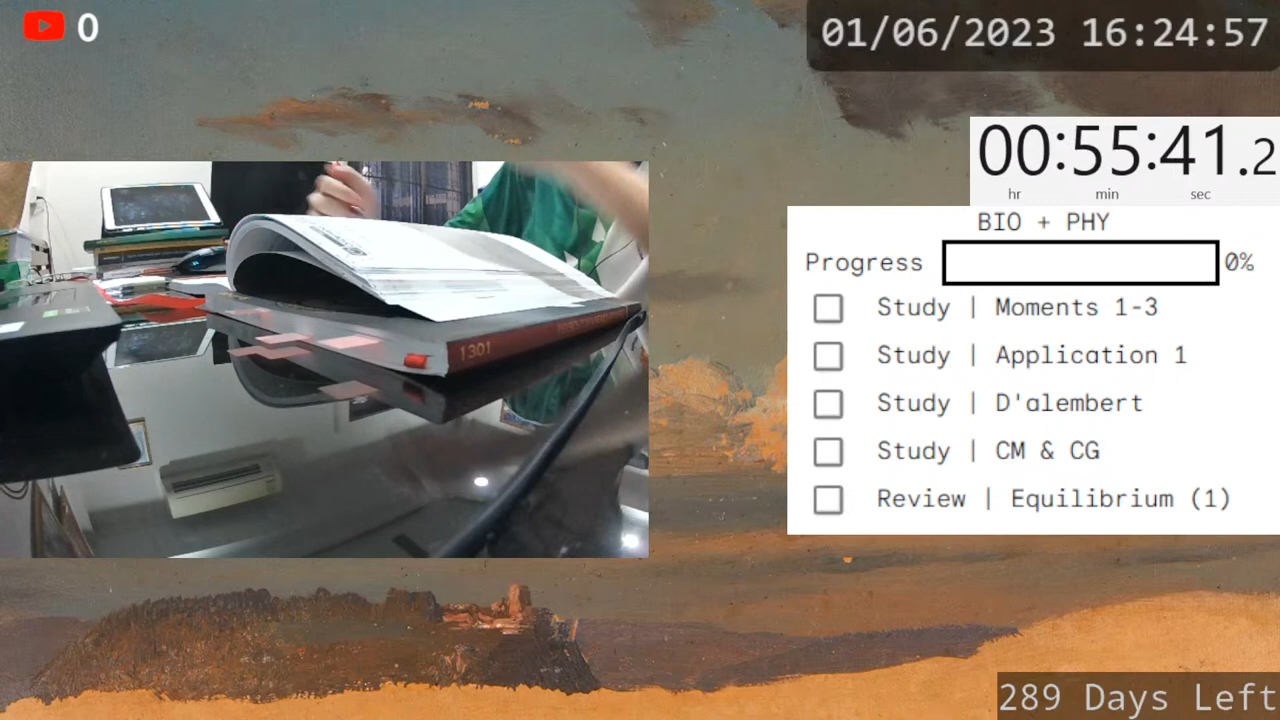 0
01/06/2023 16:24:57
00:55:41.2
hr min sec
BIO + PHY
Progress 0%
Study | Moments 1-3
Study | Application 1
Study | D'alembert
Study | CM & CG
Review | Equilibrium (1)
1301
289 Days Left